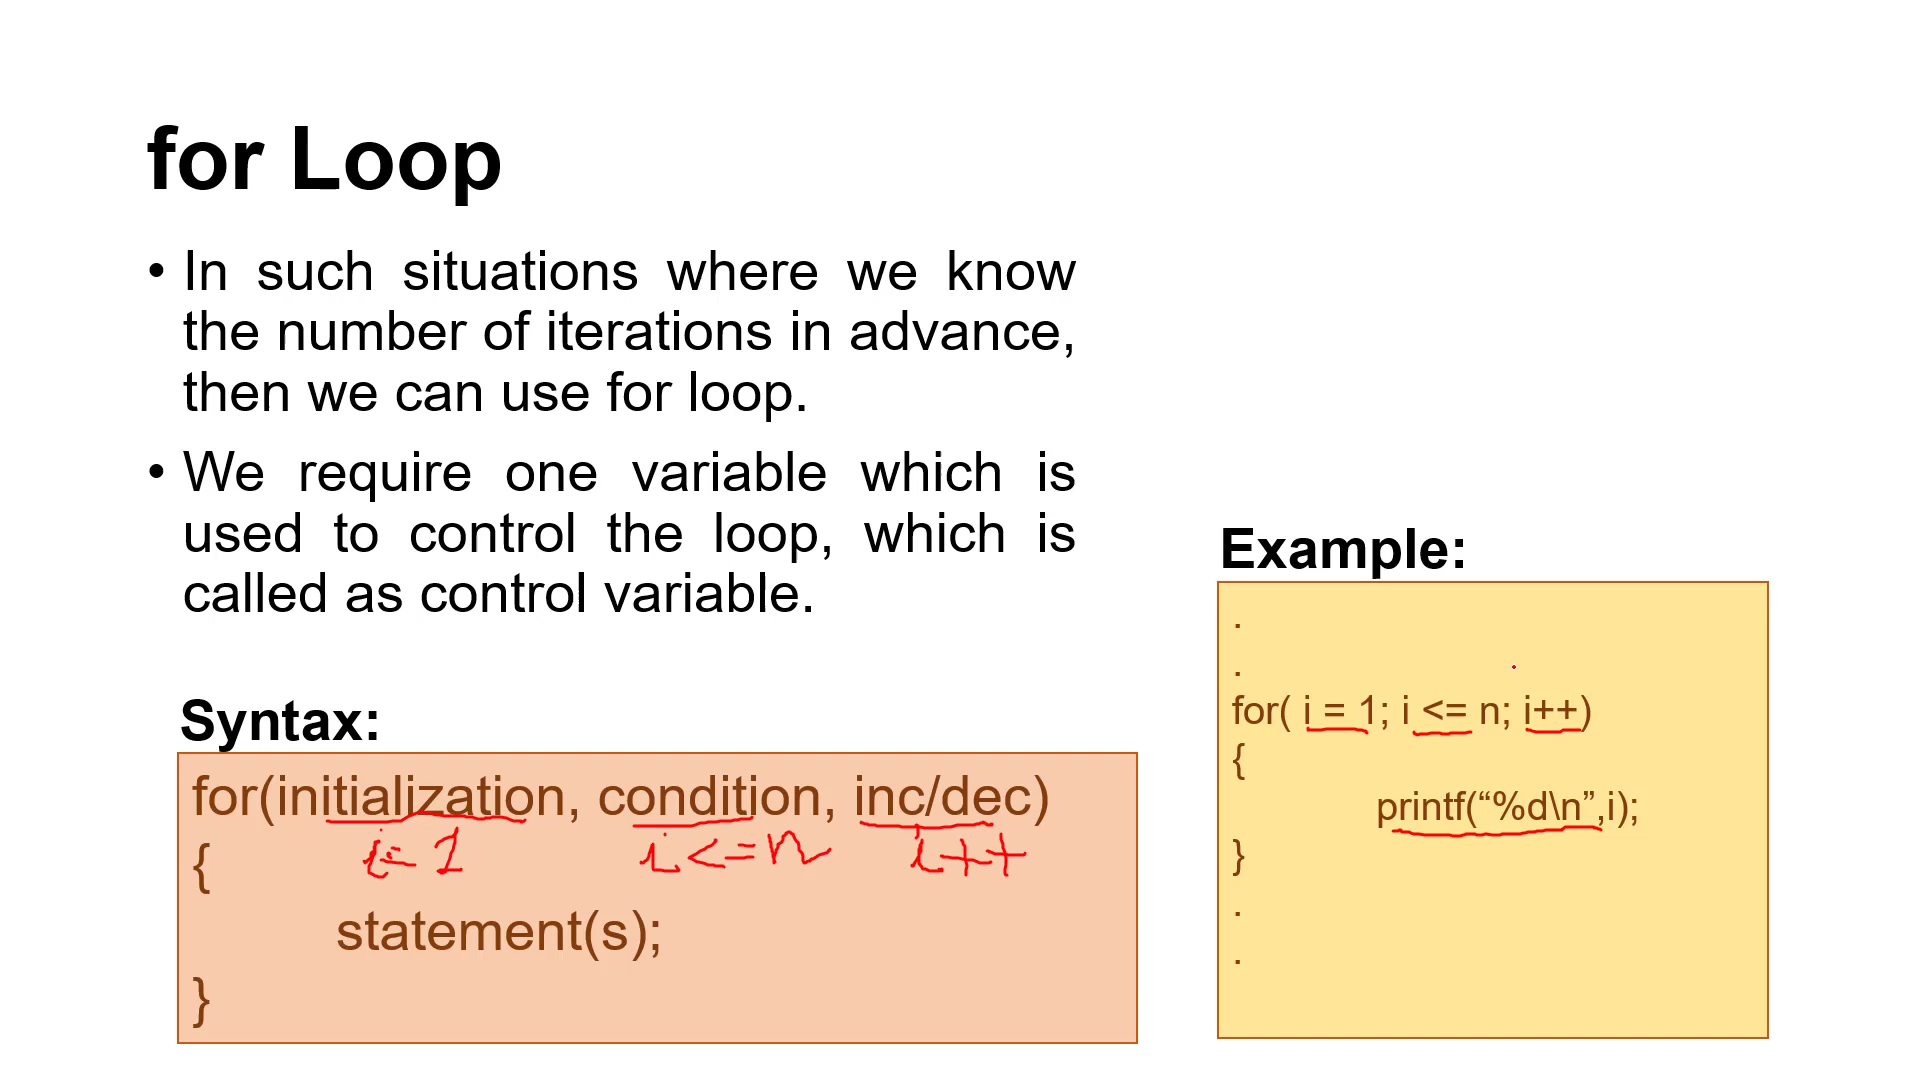 for Loop
• In such situations where we know
the number of iterations in advance,
then we can use for loop.
• We require one variable which is
used to control the loop, which is
called as control variable.
Syntax:
for(initialization, condition, inc/dec)
i=1 i<=n i++
{
statement(s);
}
Example:
.
.
for( i = 1; i <= n; i++)
{
printf(“%d\n”,i);
}
.
.